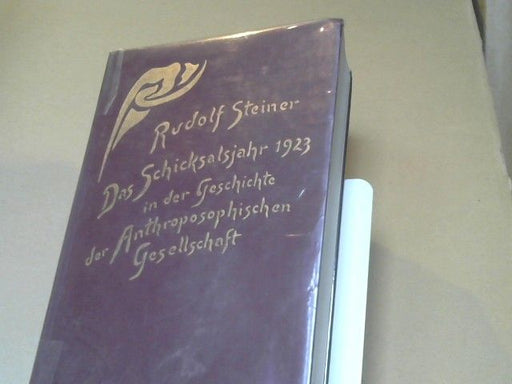 Rudolf Steiner
Das Schicksalsjahr 1923
in der Geschichte
der Anthroposophischen
Gesellschaft